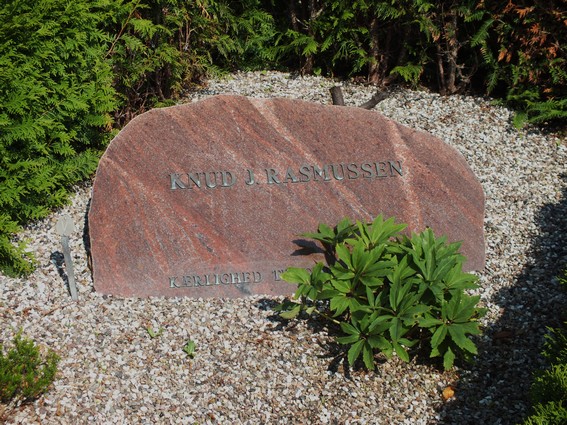 KNUD J. RASMUSSEN
KÆRLIGHED